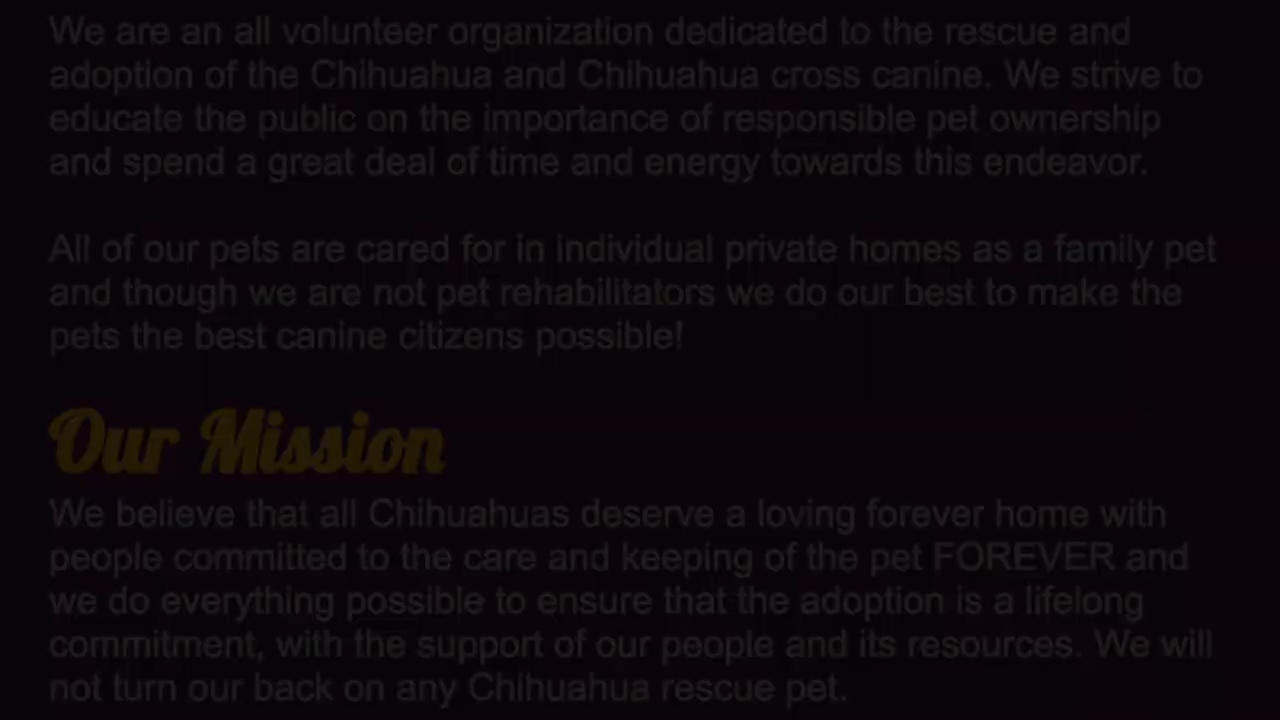 We are an all volunteer organization dedicated to the rescue and
adoption of the Chihuahua and Chihuahua cross canine. We strive to
educate the public on the importance of responsible pet ownership
and spend a great deal of time and energy towards this endeavor.
All of our pets are cared for in individual private homes as a family pet
and though we are not pet rehabilitators we do our best to make the
pets the best canine citizens possible!
Our Mission
We believe that all Chihuahuas deserve a loving forever home with
people committed to the care and keeping of the pet FOREVER and
we do everything possible to ensure that the adoption is a lifelong
commitment, with the support of our people and its resources. We will
not turn our back on any Chihuahua rescue pet.